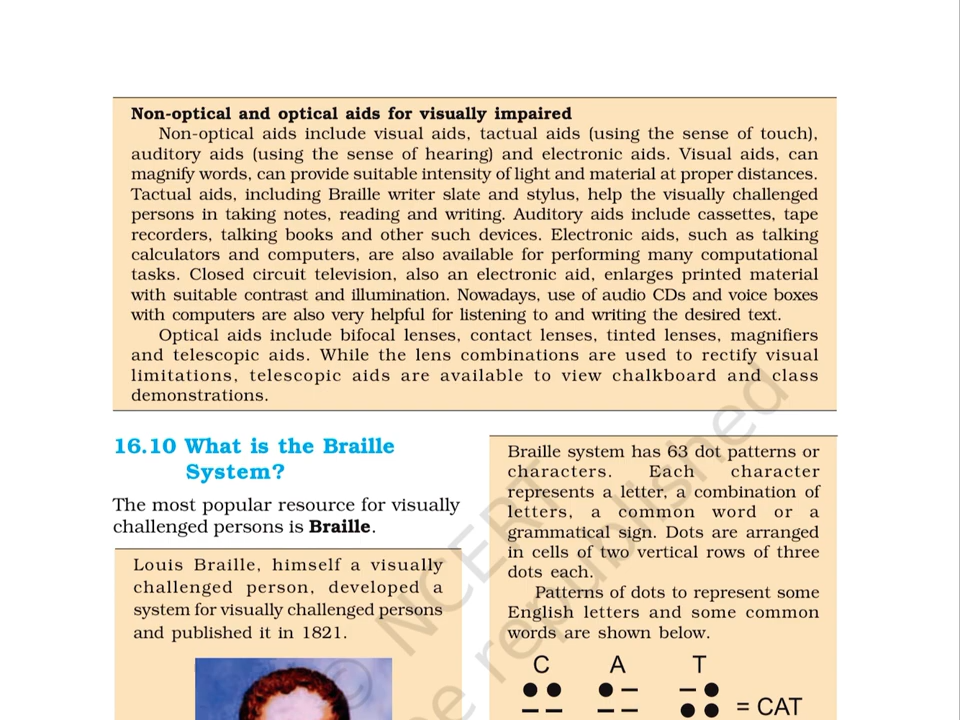 Non-optical and optical aids for visually impaired
Non-optical aids include visual aids, tactual aids (using the sense of touch),
auditory aids (using the sense of hearing) and electronic aids. Visual aids, can
magnify words, can provide suitable intensity of light and material at proper distances.
Tactual aids, including Braille writer slate and stylus, help the visually challenged
persons in taking notes, reading and writing. Auditory aids include cassettes, tape
recorders, talking books and other such devices. Electronic aids, such as talking
calculators and computers, are also available for performing many computational
tasks. Closed circuit television, also an electronic aid, enlarges printed material
with suitable contrast and illumination. Nowadays, use of audio CDs and voice boxes
with computers are also very helpful for listening to and writing the desired text.
Optical aids include bifocal lenses, contact lenses, tinted lenses, magnifiers
and telescopic aids. While the lens combinations are used to rectify visual
limitations, telescopic aids are available to view chalkboard and class
demonstrations.
16.10 What is the Braille
System?
The most popular resource for visually
challenged persons is Braille.
Louis Braille, himself a visually
challenged person, developed a
system for visually challenged persons
and published it in 1821.
Braille system has 63 dot patterns or
characters. Each character
represents a letter, a combination of
letters, a common word or a
grammatical sign. Dots are arranged
in cells of two vertical rows of three
dots each.
Patterns of dots to represent some
English letters and some common
words are shown below.
C A T
= CAT
© NCERT
be republished